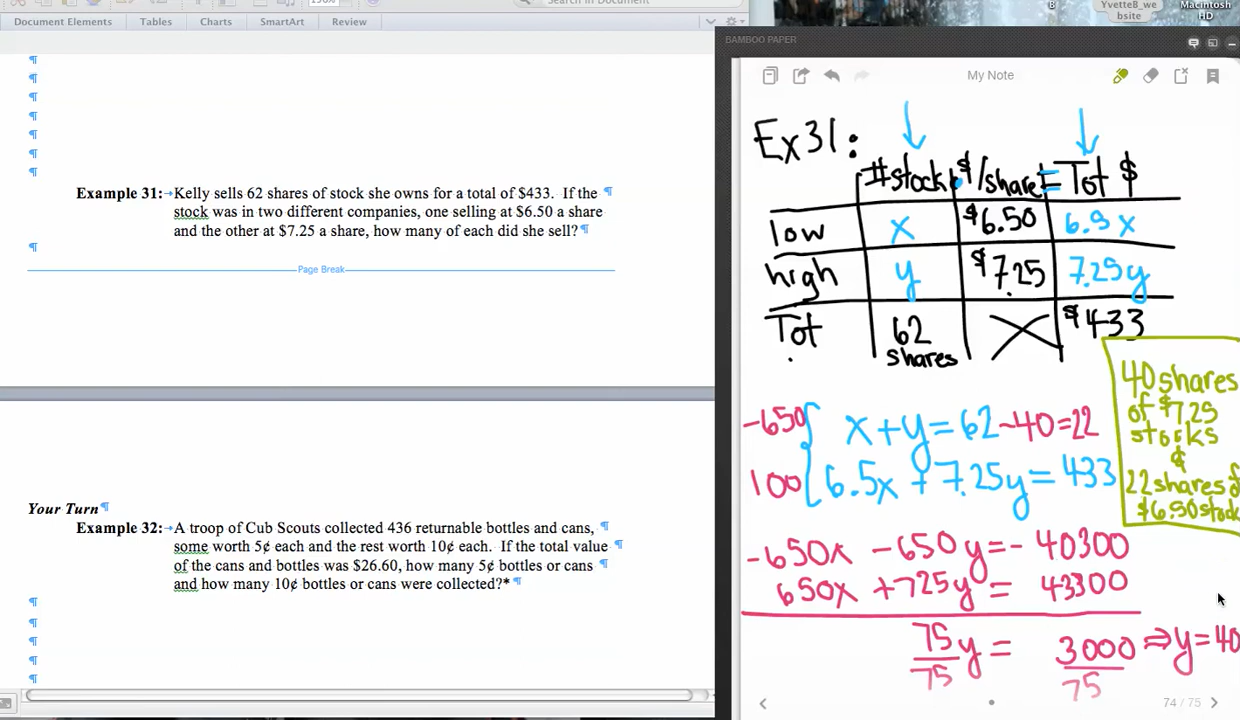 YvetteB_we
bsite
Macintosh
HD
Search in Document
Document Elements Tables Charts SmartArt Review
Example 31: Kelly sells 62 shares of stock she owns for a total of $433. If the
stock was in two different companies, one selling at $6.50 a share
and the other at $7.25 a share, how many of each did she sell?
Page Break
Your Turn
Example 32: A troop of Cub Scouts collected 436 returnable bottles and cans,
some worth 5¢ each and the rest worth 10¢ each. If the total value
of the cans and bottles was $26.60, how many 5¢ bottles or cans
and how many 10¢ bottles or cans were collected?*
BAMBOO PAPER
My Note
Ex31:
#stock · $/share = Tot $
low x $6.50 6.5x
high y $7.25 7.25y
Tot 62 shares $433
40 shares
of $7.25
stocks
&
22 shares of
$6.50 stock
-650 x+y=62-40=22
100 6.5x+7.25y=433
-650x -650y=-40300
650x +725y= 43300
75y = 3000 ⇒ y=40
75 75
74 / 75